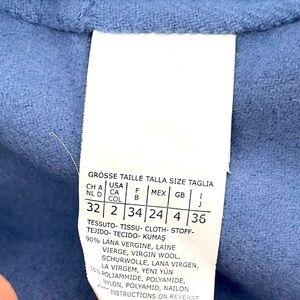 GRÖSSE TAILLE TALLA SIZE TAGLIA
CH A NL D USA CA COL F B MEX GB I J
32 2 34 24 4 36
TESSUTO- TISSU- CLOTH- STOFF-
TEJIDO- TECIDO- KUMAŞ
90% LANA VERGINE, LAINE
VIERGE, VIRGIN WOOL,
SCHURWOLLE, LANA VIRGEN,
LA VIRGEM, YENİ YÜN
10% POLIAMMIDE, POLYAMIDE,
NYLON, POLYAMID, NAILON,
INSTRUCTIONS ON REVERSE